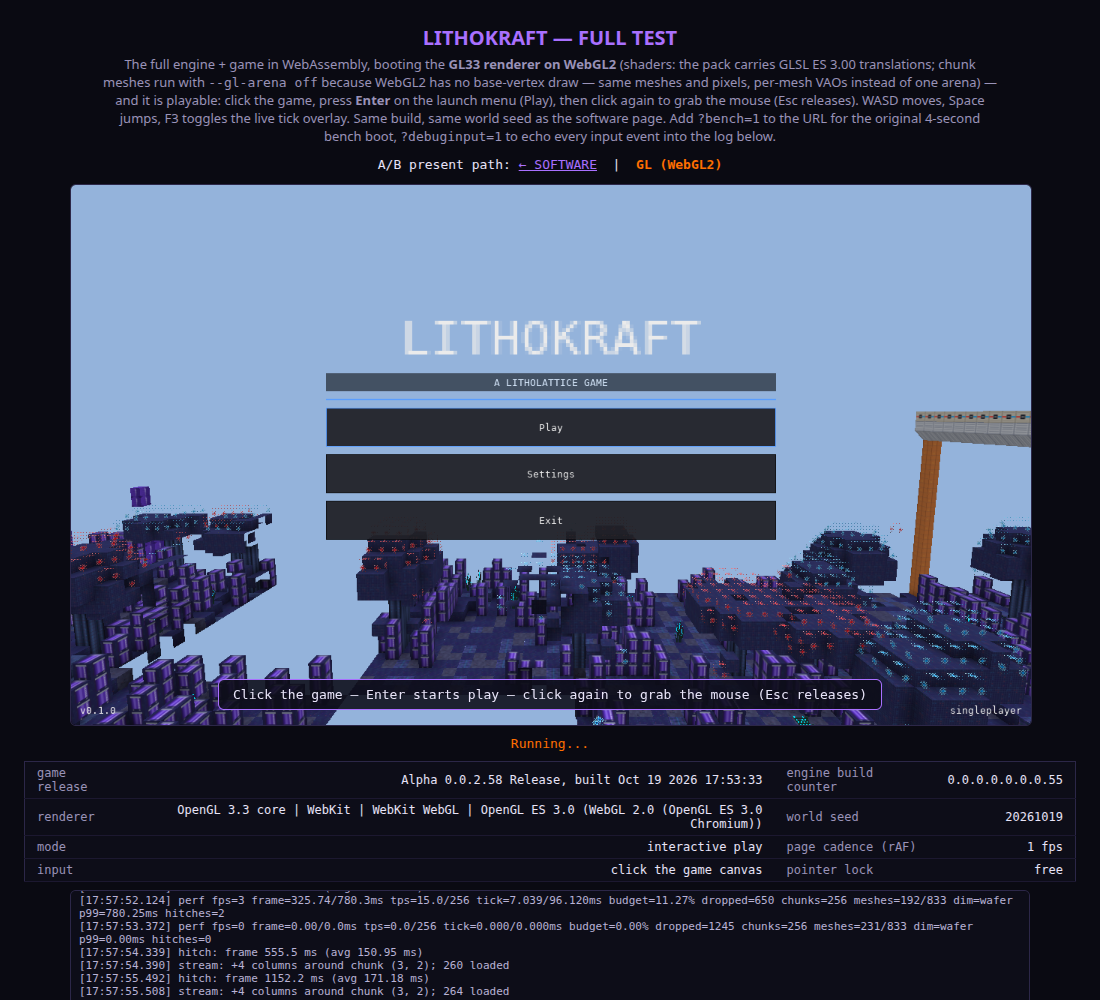 LITHOKRAFT — FULL TEST
The full engine + game in WebAssembly, booting the GL33 renderer on WebGL2 (shaders: the pack carries GLSL ES 3.00 translations; chunk
meshes run with --gl-arena off because WebGL2 has no base-vertex draw — same meshes and pixels, per-mesh VAOs instead of one arena) —
and it is playable: click the game, press Enter on the launch menu (Play), then click again to grab the mouse (Esc releases). WASD moves, Space
jumps, F3 toggles the live tick overlay. Same build, same world seed as the software page. Add ?bench=1 to the URL for the original 4-second
bench boot, ?debuginput=1 to echo every input event into the log below.
A/B present path: ← SOFTWARE | GL (WebGL2)
LITHOKRAFT
A LITHOLATTICE GAME
Play
Settings
Exit
Click the game — Enter starts play — click again to grab the mouse (Esc releases)
v0.1.0
singleplayer
Running...
game release
Alpha 0.0.2.58 Release, built Oct 19 2026 17:53:33
engine build counter
0.0.0.0.0.0.0.55
renderer
OpenGL 3.3 core | WebKit | WebKit WebGL | OpenGL ES 3.0 (WebGL 2.0 (OpenGL ES 3.0
Chromium))
world seed
20261019
mode
interactive play
page cadence (rAF)
1 fps
input
click the game canvas
pointer lock
free
[17:57:52.124] perf fps=3 frame=325.74/780.3ms tps=15.0/256 tick=7.039/96.120ms budget=11.27% dropped=650 chunks=256 meshes=192/833 dim=wafer
p99=780.25ms hitches=2
[17:57:53.372] perf fps=0 frame=0.00/0.0ms tps=0.0/256 tick=0.000/0.000ms budget=0.00% dropped=1245 chunks=256 meshes=231/833 dim=wafer
p99=0.00ms hitches=0
[17:57:54.339] hitch: frame 555.5 ms (avg 150.95 ms)
[17:57:54.390] stream: +4 columns around chunk (3, 2); 260 loaded
[17:57:55.492] hitch: frame 1152.2 ms (avg 171.18 ms)
[17:57:55.508] stream: +4 columns around chunk (3, 2); 264 loaded